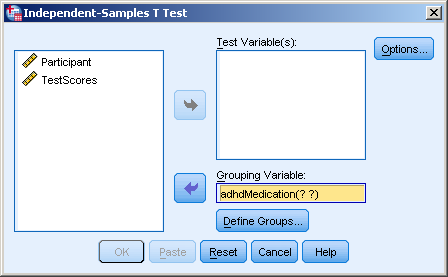 Independent-Samples T Test
Participant
TestScores
Test Variable(s):
Options...
Grouping Variable:
adhdMedication(? ?)
Define Groups...
OK
Paste
Reset
Cancel
Help